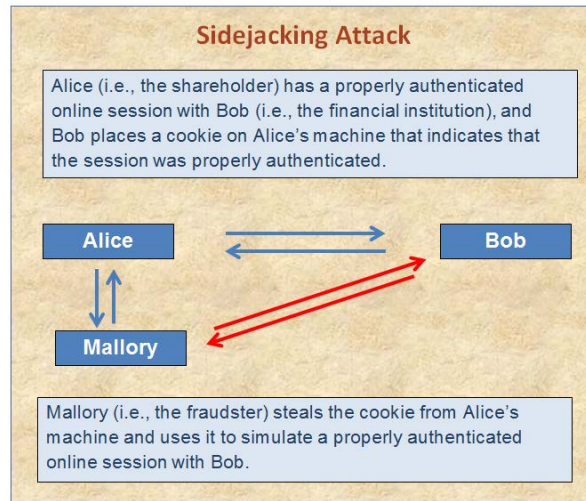 Sidejacking Attack
Alice (i.e., the shareholder) has a properly authenticated
online session with Bob (i.e., the financial institution), and
Bob places a cookie on Alice’s machine that indicates that
the session was properly authenticated.
Alice
Bob
Mallory
Mallory (i.e., the fraudster) steals the cookie from Alice’s
machine and uses it to simulate a properly authenticated
online session with Bob.